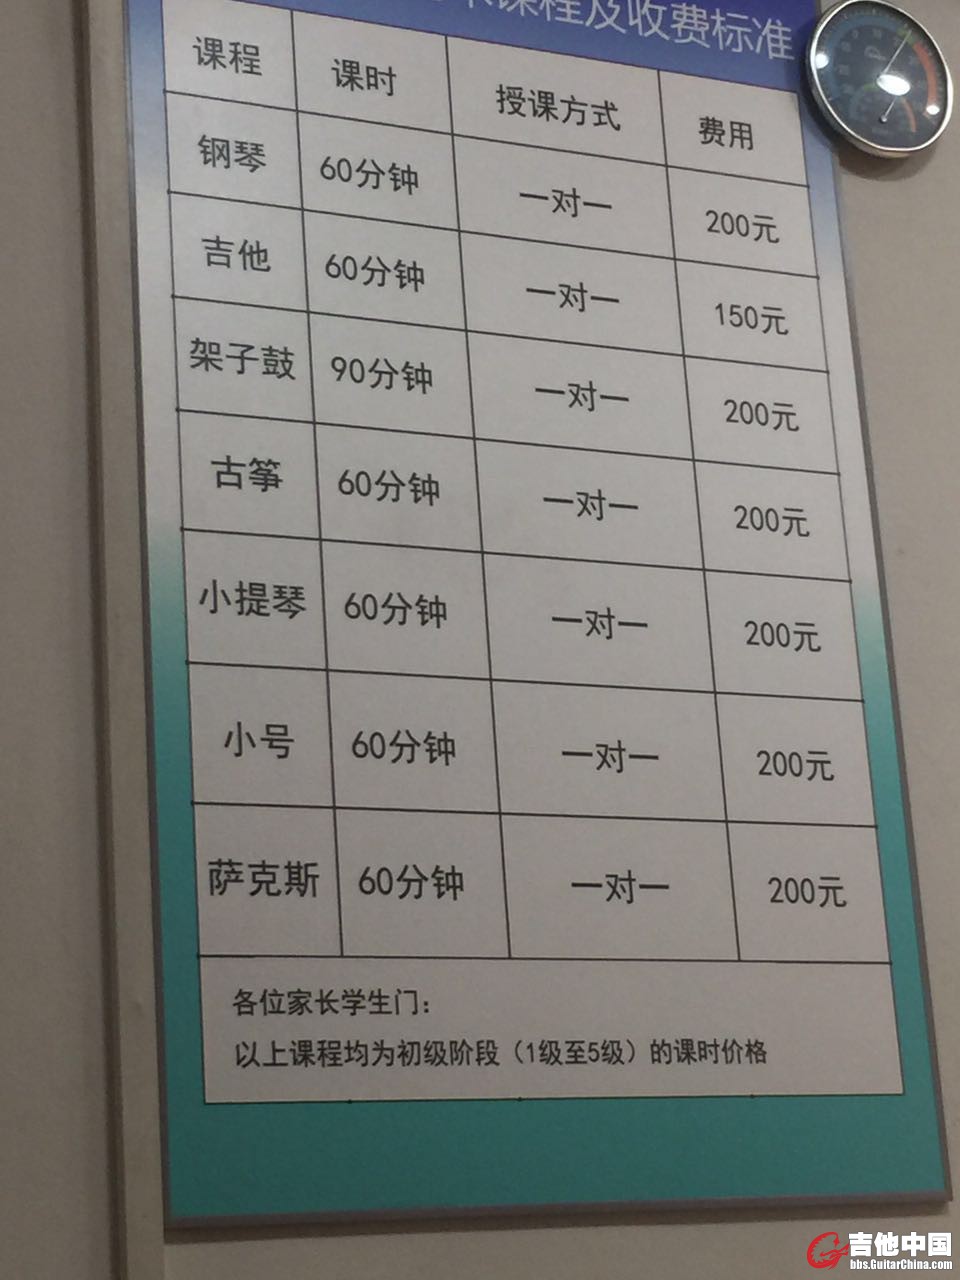 课程及收费标准
课程 课时 授课方式 费用
钢琴 60分钟 一对一 200元
吉他 60分钟 一对一 150元
架子鼓 90分钟 一对一 200元
古筝 60分钟 一对一 200元
小提琴 60分钟 一对一 200元
小号 60分钟 一对一 200元
萨克斯 60分钟 一对一 200元
各位家长学生门：
以上课程均为初级阶段（1级至5级）的课时价格
吉他中国
bbs.GuitarChina.com